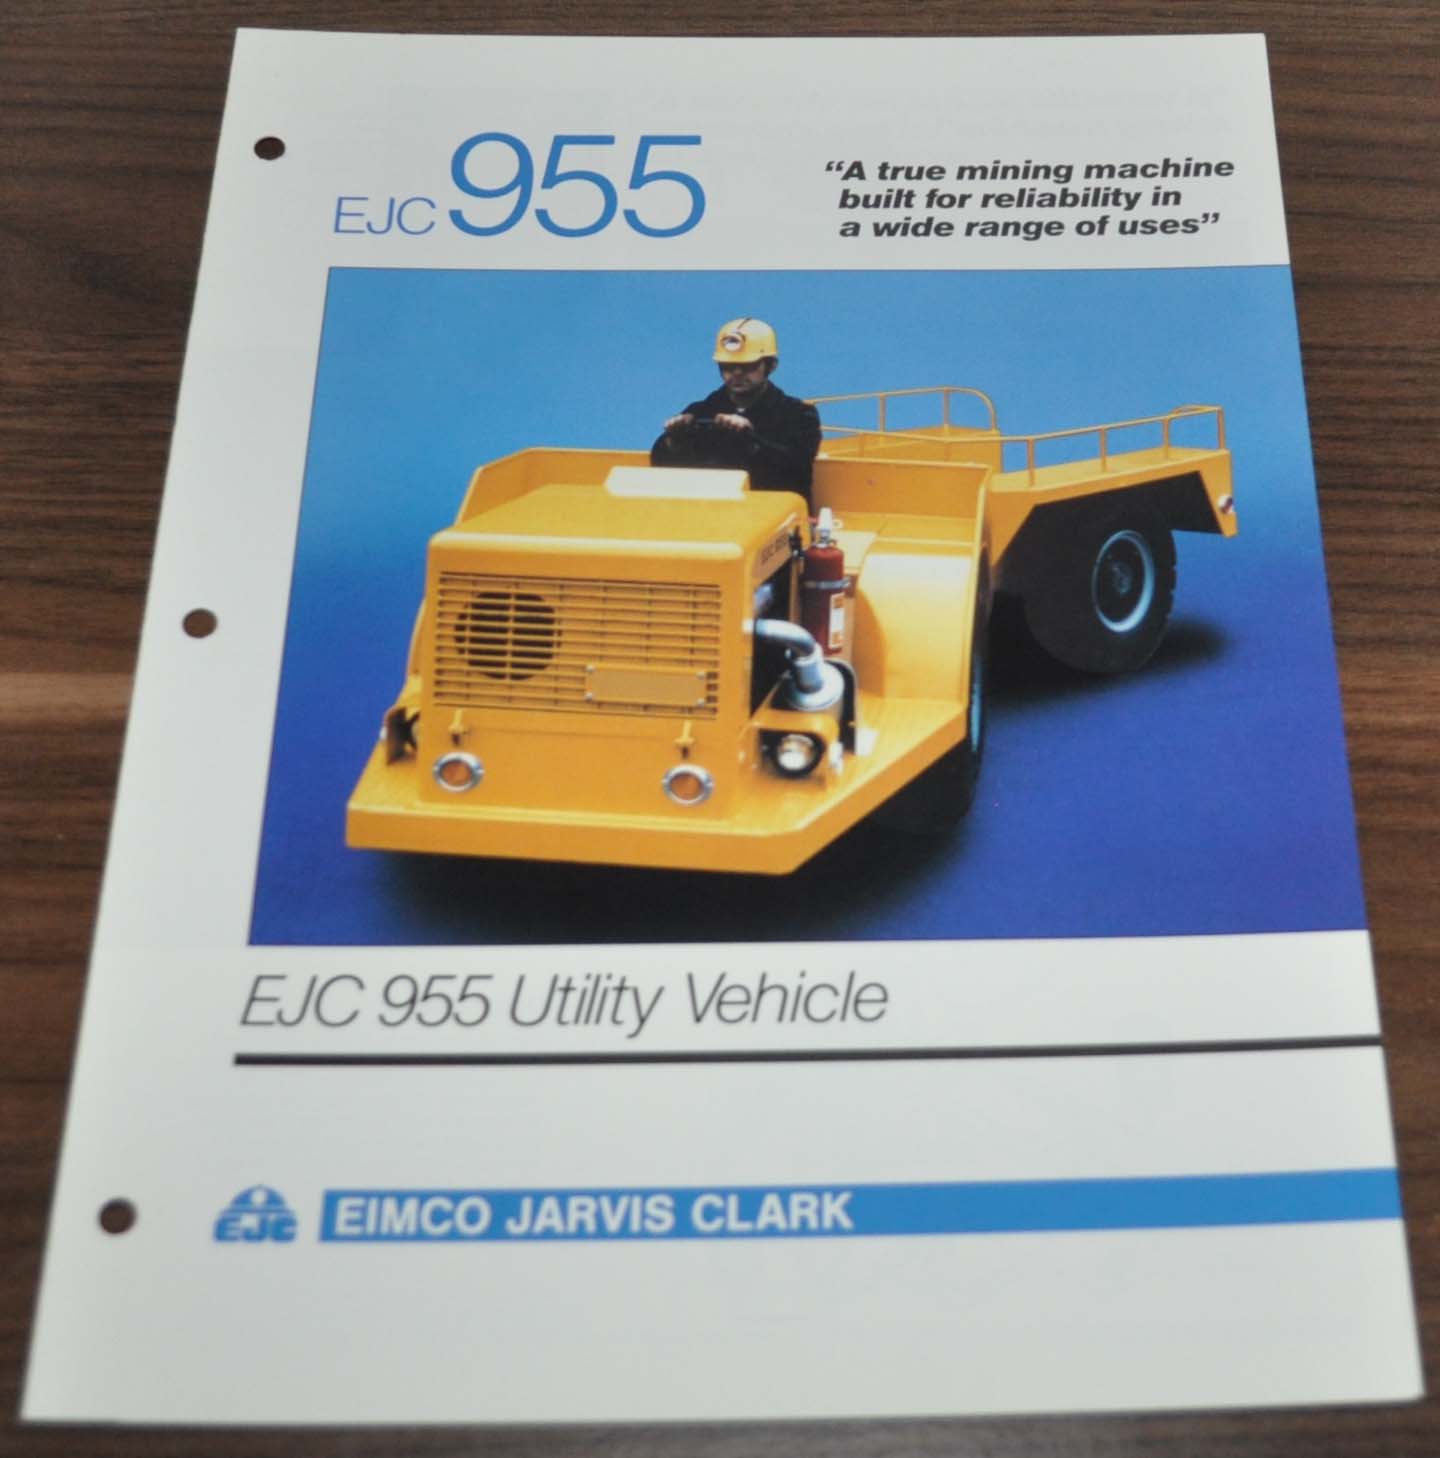 EJC 955
“A true mining machine
built for reliability in
a wide range of uses”
EJC 955 Utility Vehicle
EJC
EIMCO JARVIS CLARK